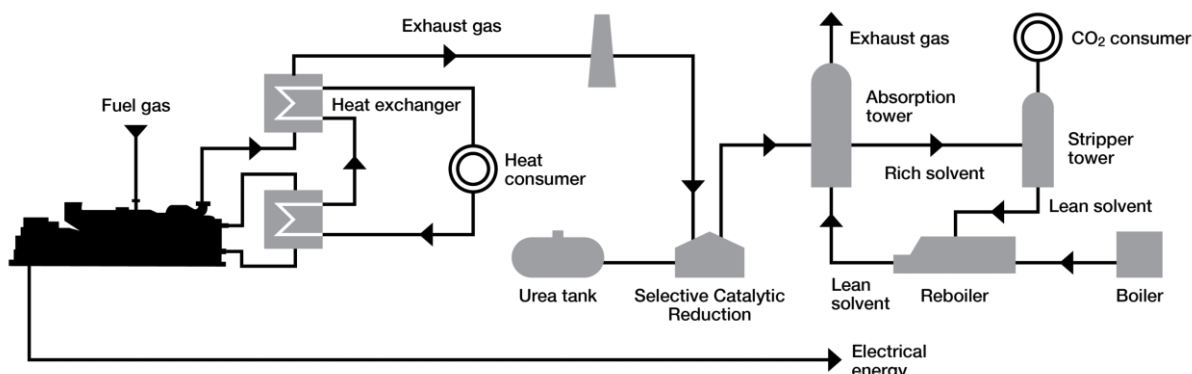 Exhaust gas
Fuel gas
Heat exchanger
Heat
consumer
Urea tank
Selective Catalytic
Reduction
Exhaust gas
Absorption
tower
CO₂ consumer
Stripper
tower
Rich solvent
Lean solvent
Lean
solvent
Reboiler
Boiler
Electrical
energy